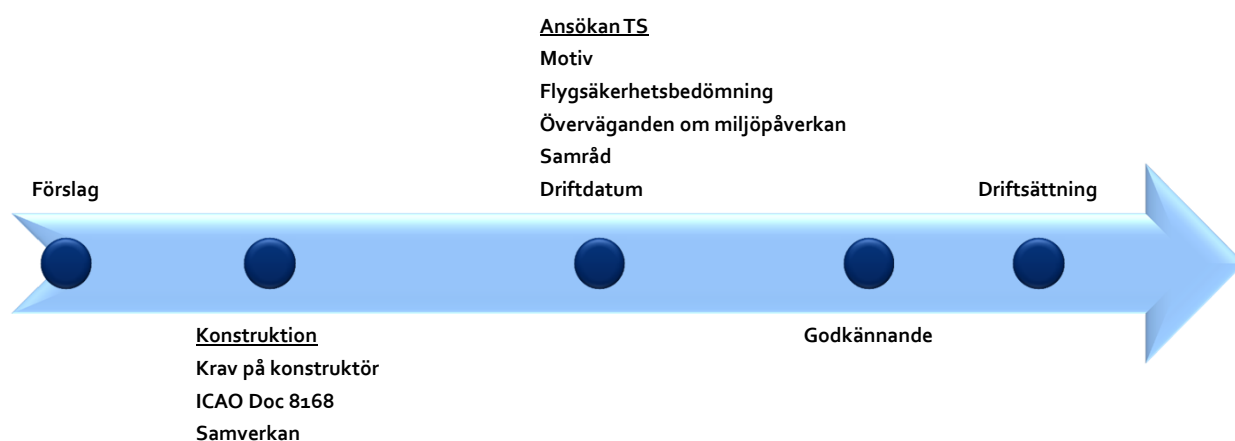 Ansökan TS
Motiv
Flygsäkerhetsbedömning
Överväganden om miljöpåverkan
Samråd
Driftdatum
Förslag
Driftsättning
Konstruktion
Krav på konstruktör
ICAO Doc 8168
Samverkan
Godkännande